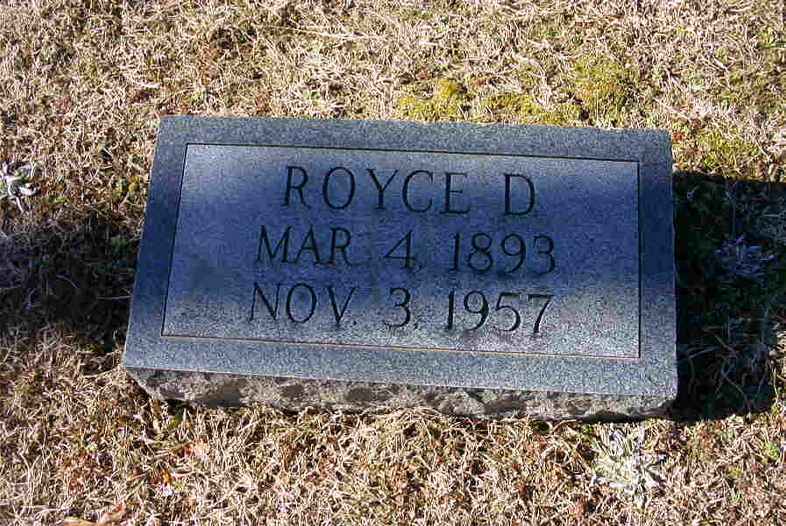 ROYCE D.
MAR. 4, 1893
NOV. 3, 1957